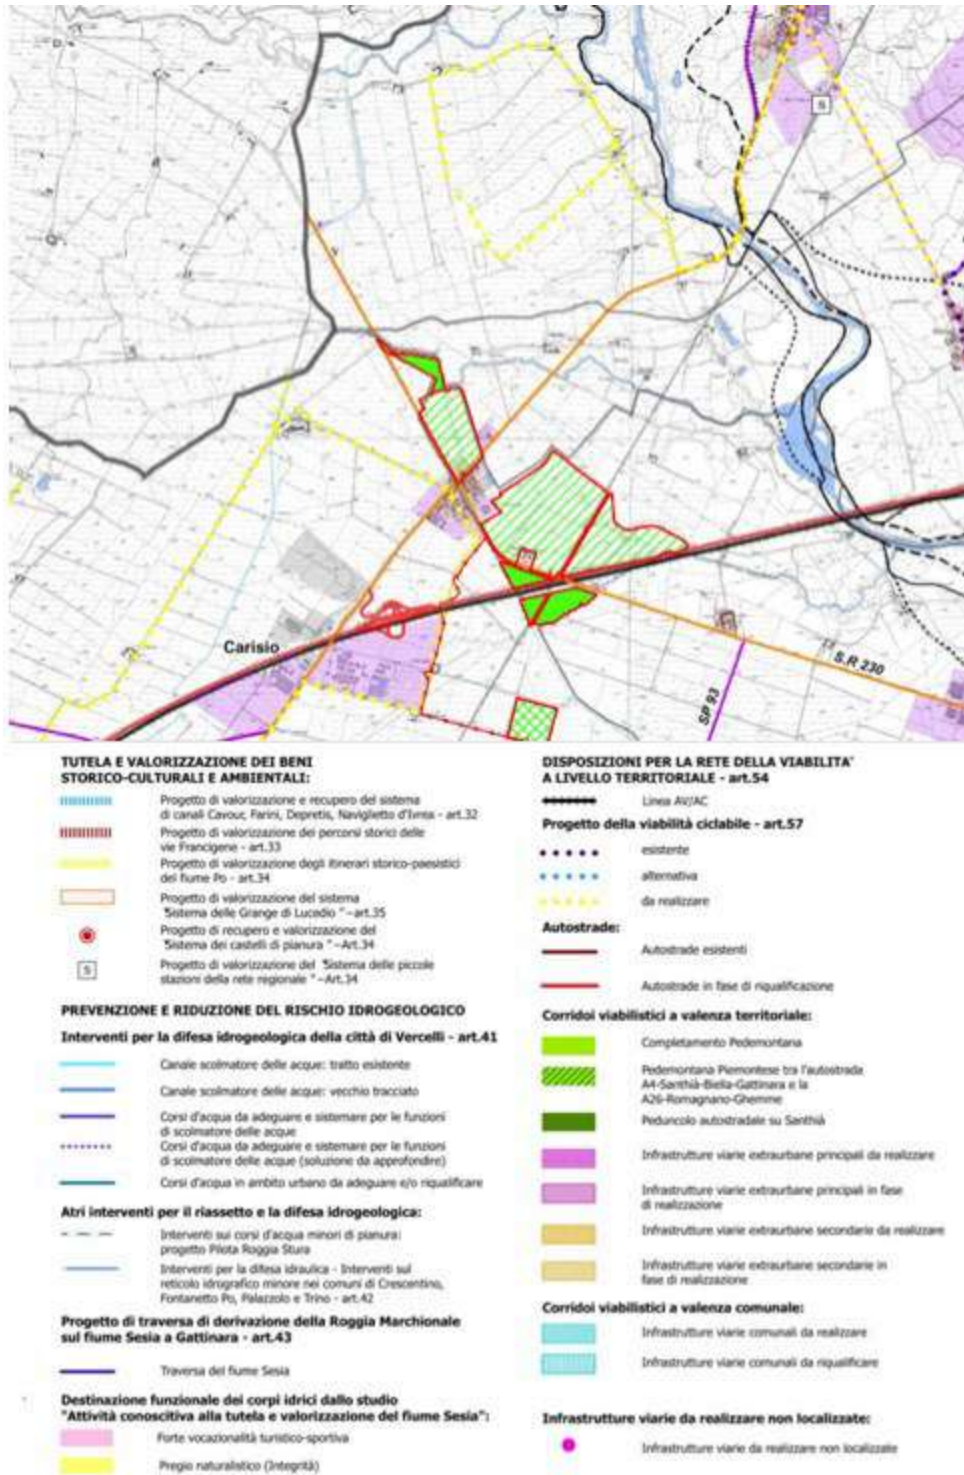 S
Carisio
S.R 230
SP 93
TUTELA E VALORIZZAZIONE DEI BENI
STORICO-CULTURALI E AMBIENTALI:
Progetto di valorizzazione e recupero del sistema
di canali Cavour, Farini, Depretis, Naviglietto d'Ivrea - art.32
Progetto di valorizzazione dei percorsi storici delle
vie Francigene - art.33
Progetto di valorizzazione degli itinerari storico-paesistici
del fiume Po - art.34
Progetto di valorizzazione del sistema
"Sistema delle Grange di Lucedio "-art.35
Progetto di recupero e valorizzazione del
"Sistema dei castelli di pianura "-Art.34
S
Progetto di valorizzazione del "Sistema delle piccole
stazioni della rete regionale "-Art.34
PREVENZIONE E RIDUZIONE DEL RISCHIO IDROGEOLOGICO
Interventi per la difesa idrogeologica della città di Vercelli - art.41
Canale scolmatore delle acque: tratto esistente
Canale scolmatore delle acque: vecchio tracciato
Corsi d'acqua da adeguare e sistemare per le funzioni
di scolmatore delle acque
Corsi d'acqua da adeguare e sistemare per le funzioni
di scolmatore delle acque (soluzione da approfondire)
Corsi d'acqua in ambito urbano da adeguare e/o riqualificare
Atri interventi per il riassetto e la difesa idrogeologica:
Interventi sui corsi d'acqua minori di pianura:
progetto Pilota Roggia Stura
Interventi per la difesa idraulica - Interventi sul
reticolo idrografico minore nei comuni di Crescentino,
Fontanetto Po, Palazzolo e Trino - art.42
Progetto di traversa di derivazione della Roggia Marchionale
sul fiume Sesia a Gattinara - art.43
Traversa del fiume Sesia
Destinazione funzionale dei corpi idrici dallo studio
"Attività conoscitiva alla tutela e valorizzazione del fiume Sesia":
Forte vocazionalità turistico-sportiva
Pregio naturalistico (Integrità)
DISPOSIZIONI PER LA RETE DELLA VIABILITA'
A LIVELLO TERRITORIALE - art.54
Linea AV/AC
Progetto della viabilità ciclabile - art.57
esistente
alternativa
da realizzare
Autostrade:
Autostrade esistenti
Autostrade in fase di riqualificazione
Corridoi viabilistici a valenza territoriale:
Completamento Pedemontana
Pedemontana Piemontese tra l'autostrada
A4-Santhià-Biella-Gattinara e la
A26-Romagnano-Ghemme
Peduncolo autostradale su Santhià
Infrastrutture viarie extraurbane principali da realizzare
Infrastrutture viarie extraurbane principali in fase
di realizzazione
Infrastrutture viarie extraurbane secondarie da realizzare
Infrastrutture viarie extraurbane secondarie in
fase di realizzazione
Corridoi viabilistici a valenza comunale:
Infrastrutture viarie comunali da realizzare
Infrastrutture viarie comunali da riqualificare
Infrastrutture viarie da realizzare non localizzate:
Infrastrutture viarie da realizzare non localizzate